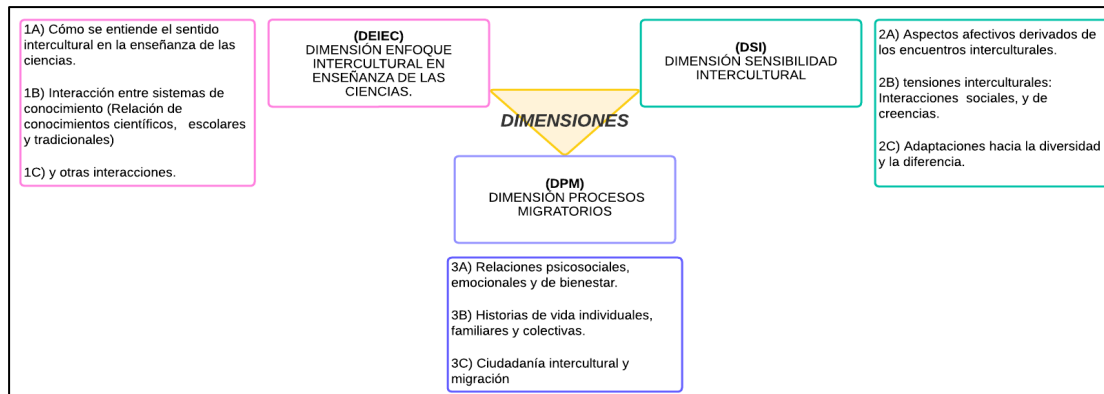 1A) Cómo se entiende el sentido
intercultural en la enseñanza de las
ciencias.
1B) Interacción entre sistemas de
conocimiento (Relación de
conocimientos científicos, escolares
y tradicionales)
1C) y otras interacciones.
(DEIEC)
DIMENSIÓN ENFOQUE
INTERCULTURAL EN
ENSEÑANZA DE LAS
CIENCIAS.
(DSI)
DIMENSIÓN SENSIBILIDAD
INTERCULTURAL
2A) Aspectos afectivos derivados de
los encuentros interculturales.
2B) tensiones interculturales:
Interacciones sociales, y de
creencias.
2C) Adaptaciones hacia la diversidad
y la diferencia.
DIMENSIONES
(DPM)
DIMENSIÓN PROCESOS
MIGRATORIOS
3A) Relaciones psicosociales,
emocionales y de bienestar.
3B) Historias de vida individuales,
familiares y colectivas.
3C) Ciudadanía intercultural y
migración